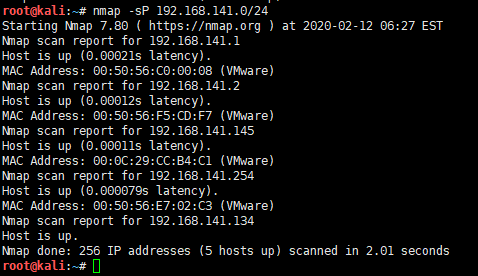 root@kali:~# nmap -sP 192.168.141.0/24
Starting Nmap 7.80 ( https://nmap.org ) at 2020-02-12 06:27 EST
Nmap scan report for 192.168.141.1
Host is up (0.00021s latency).
MAC Address: 00:50:56:C0:00:08 (VMware)
Nmap scan report for 192.168.141.2
Host is up (0.00012s latency).
MAC Address: 00:50:56:F5:CD:F7 (VMware)
Nmap scan report for 192.168.141.145
Host is up (0.00011s latency).
MAC Address: 00:0C:29:CC:B4:C1 (VMware)
Nmap scan report for 192.168.141.254
Host is up (0.000079s latency).
MAC Address: 00:50:56:E7:02:C3 (VMware)
Nmap scan report for 192.168.141.134
Host is up.
Nmap done: 256 IP addresses (5 hosts up) scanned in 2.01 seconds
root@kali:~#